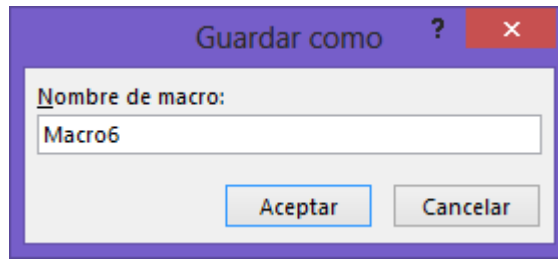 Guardar como
?
×
Nombre de macro:
Macro6
Aceptar
Cancelar